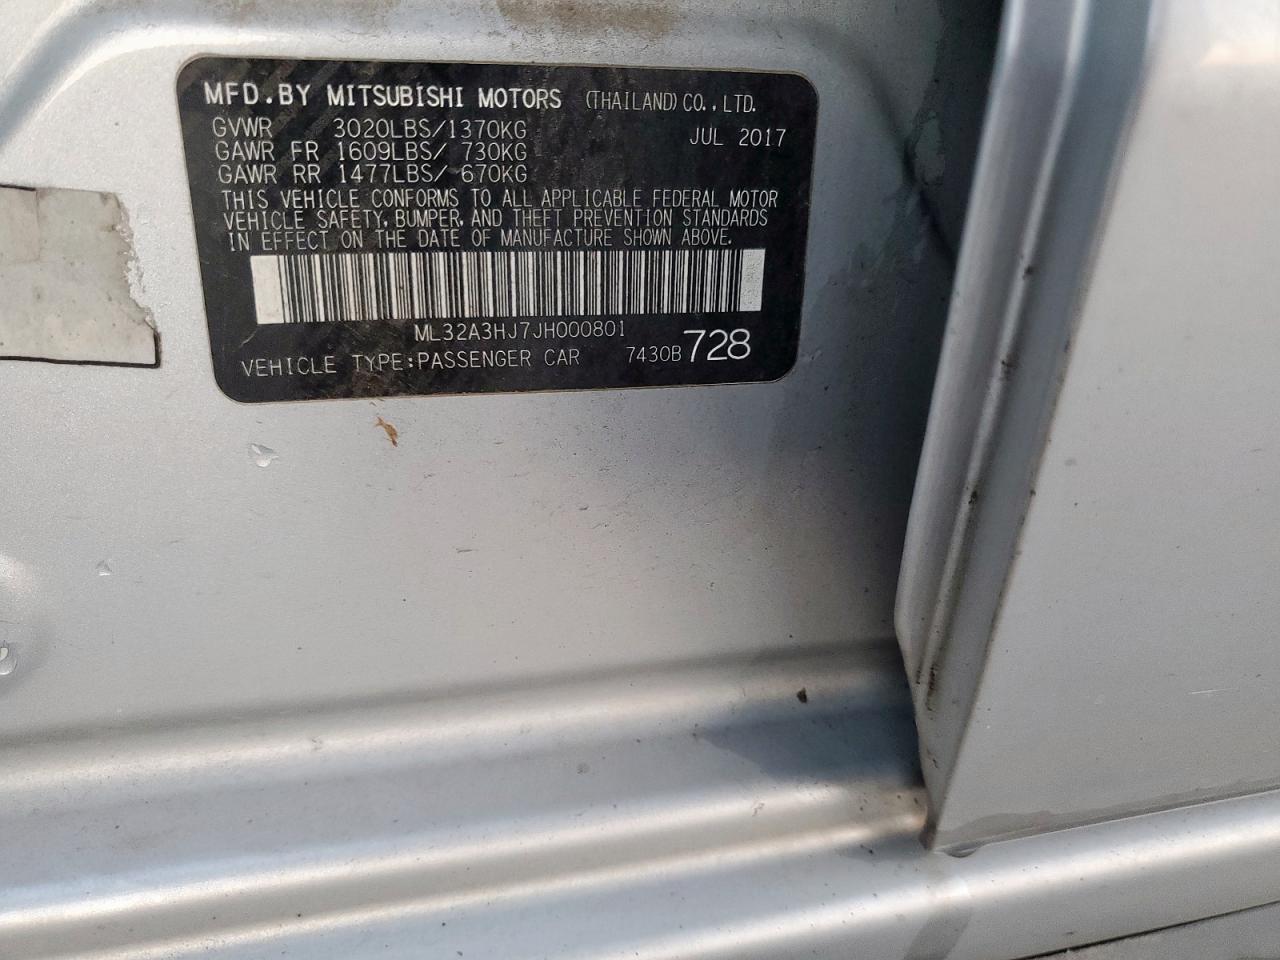 MFD.BY MITSUBISHI MOTORS (THAILAND) CO., LTD.
GVWR 3020LBS/1370KG JUL 2017
GAWR FR 1609LBS/ 730KG
GAWR RR 1477LBS/ 670KG
THIS VEHICLE CONFORMS TO ALL APPLICABLE FEDERAL MOTOR
VEHICLE SAFETY, BUMPER, AND THEFT PREVENTION STANDARDS
IN EFFECT ON THE DATE OF MANUFACTURE SHOWN ABOVE.
ML32A3HJ7JH000801
VEHICLE TYPE:PASSENGER CAR 7430B 728